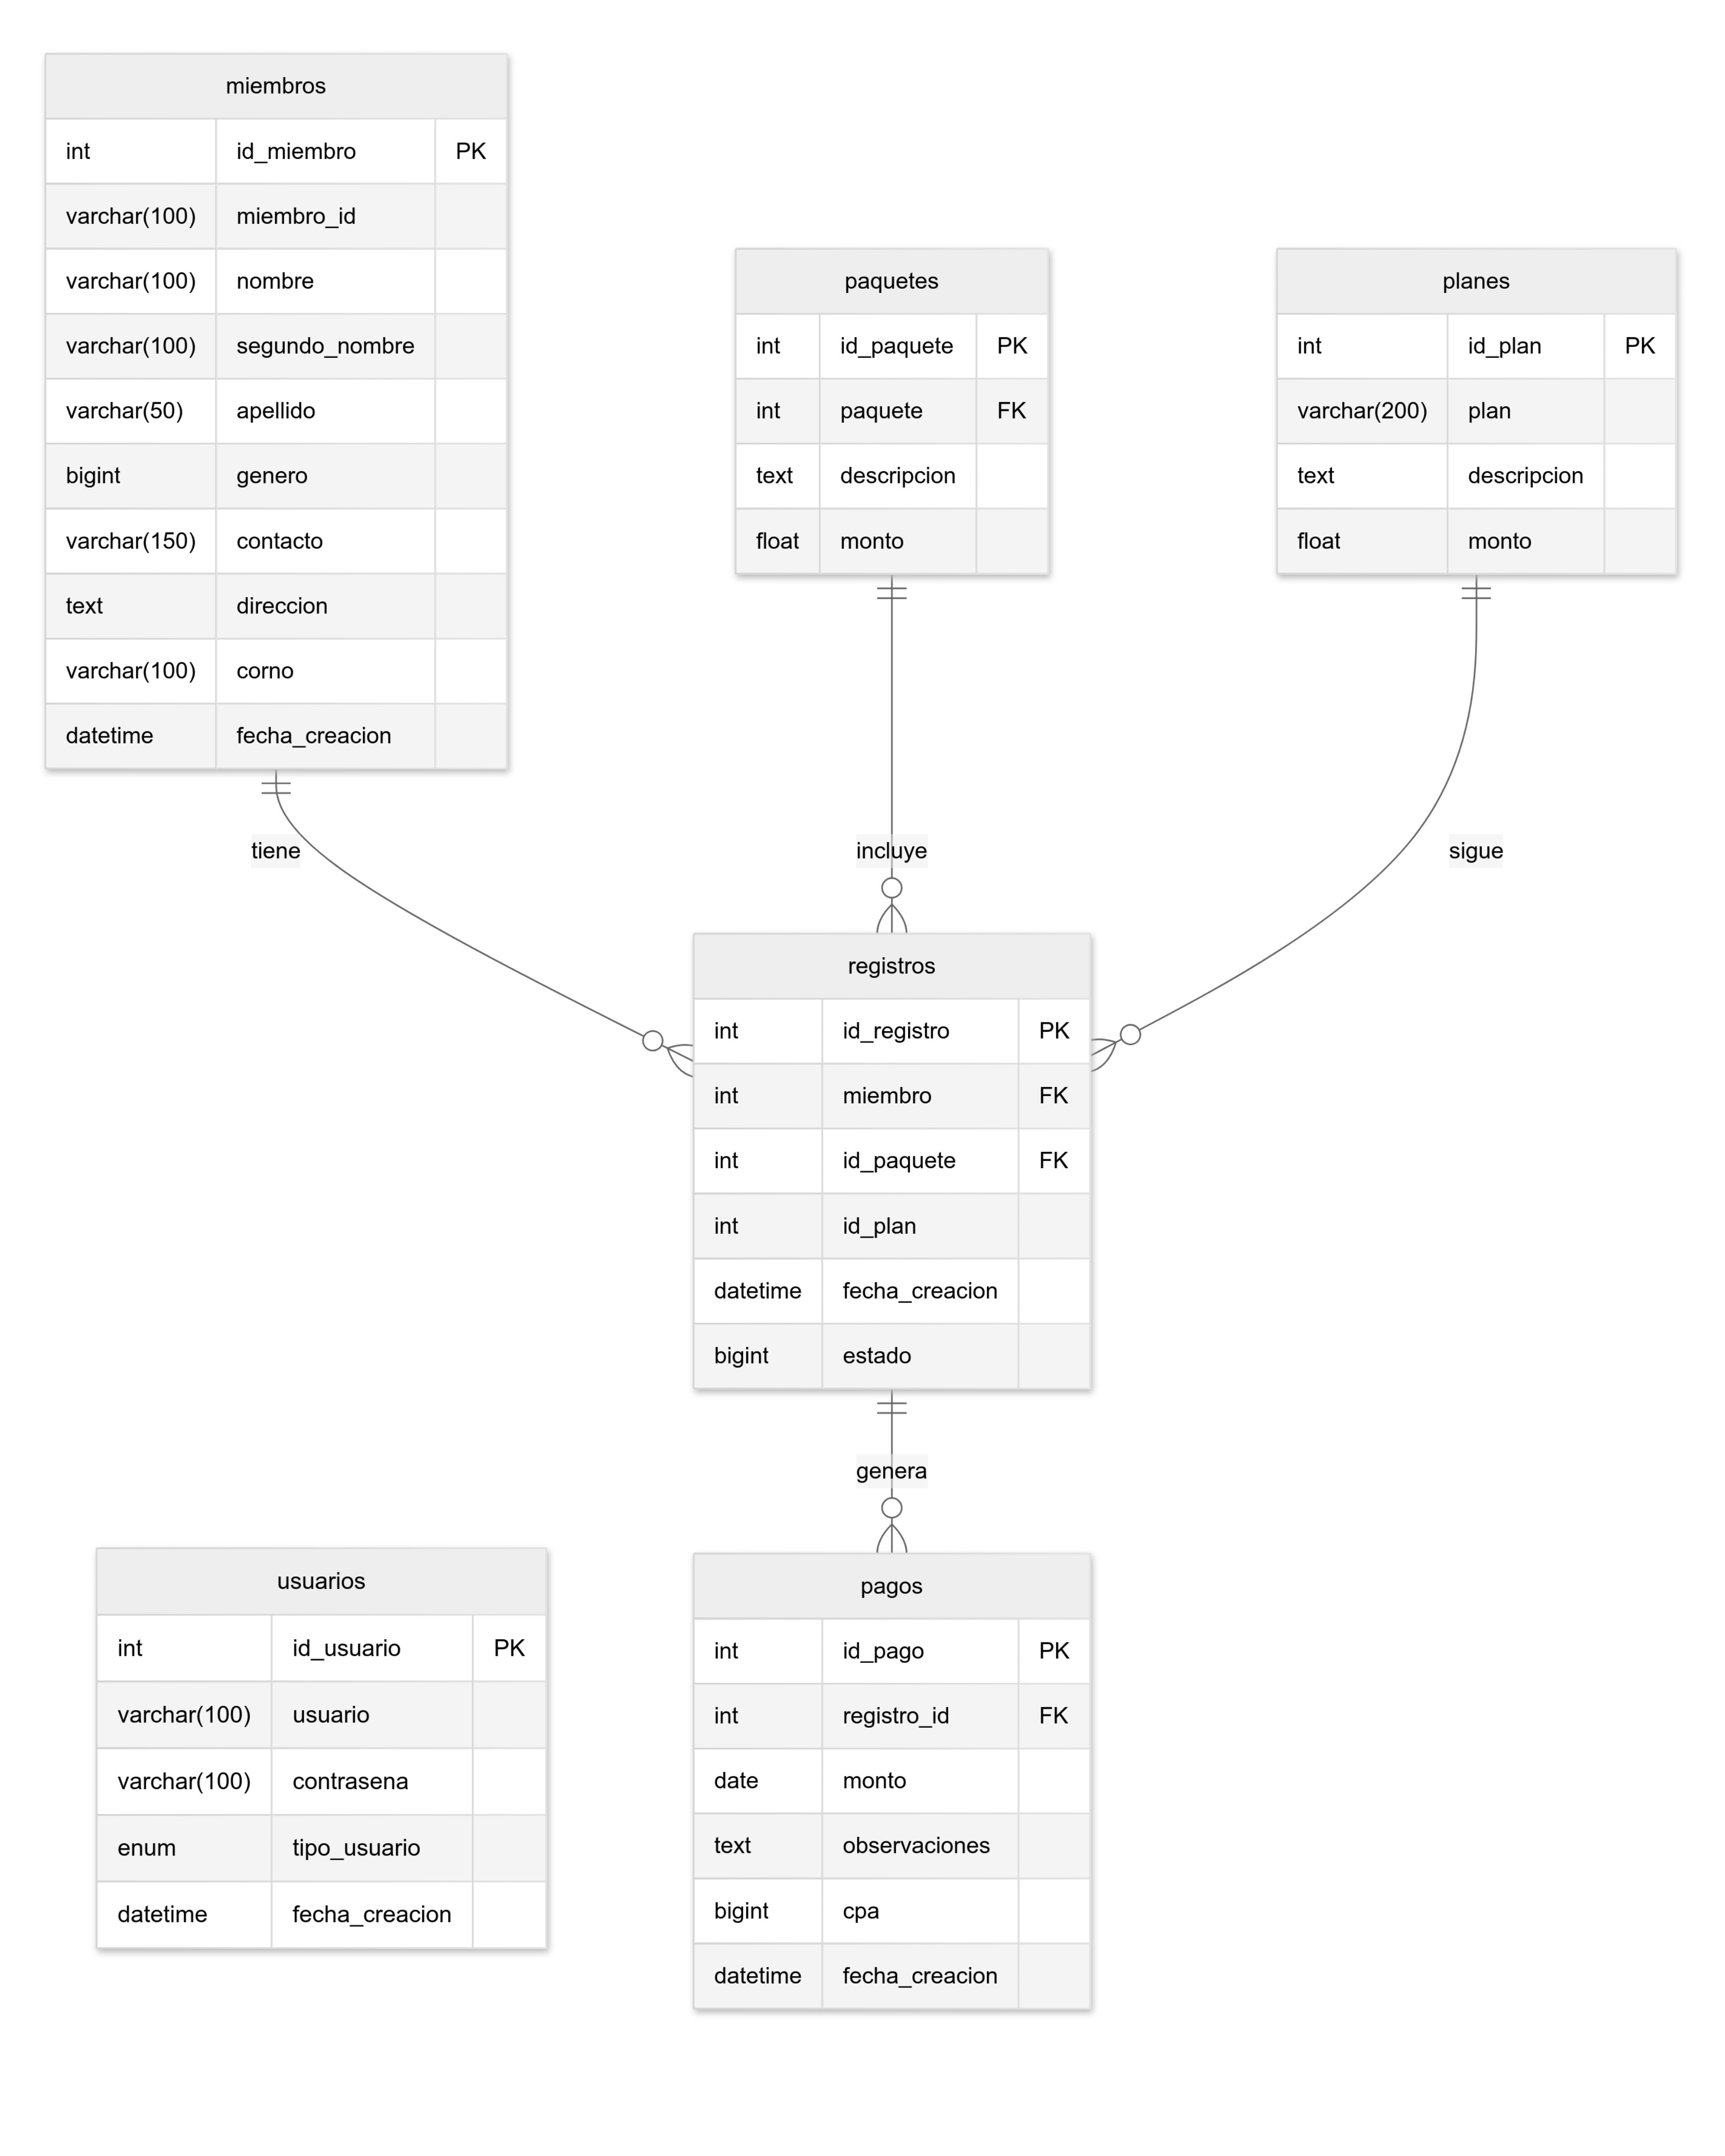 miembros
int id_miembro PK
varchar(100) miembro_id
varchar(100) nombre
varchar(100) segundo_nombre
varchar(50) apellido
bigint genero
varchar(150) contacto
text direccion
varchar(100) corno
datetime fecha_creacion
paquetes
int id_paquete PK
int paquete FK
text descripcion
float monto
planes
int id_plan PK
varchar(200) plan
text descripcion
float monto
tiene
incluye
sigue
registros
int id_registro PK
int miembro FK
int id_paquete FK
int id_plan
datetime fecha_creacion
bigint estado
genera
usuarios
int id_usuario PK
varchar(100) usuario
varchar(100) contrasena
enum tipo_usuario
datetime fecha_creacion
pagos
int id_pago PK
int registro_id FK
date monto
text observaciones
bigint cpa
datetime fecha_creacion